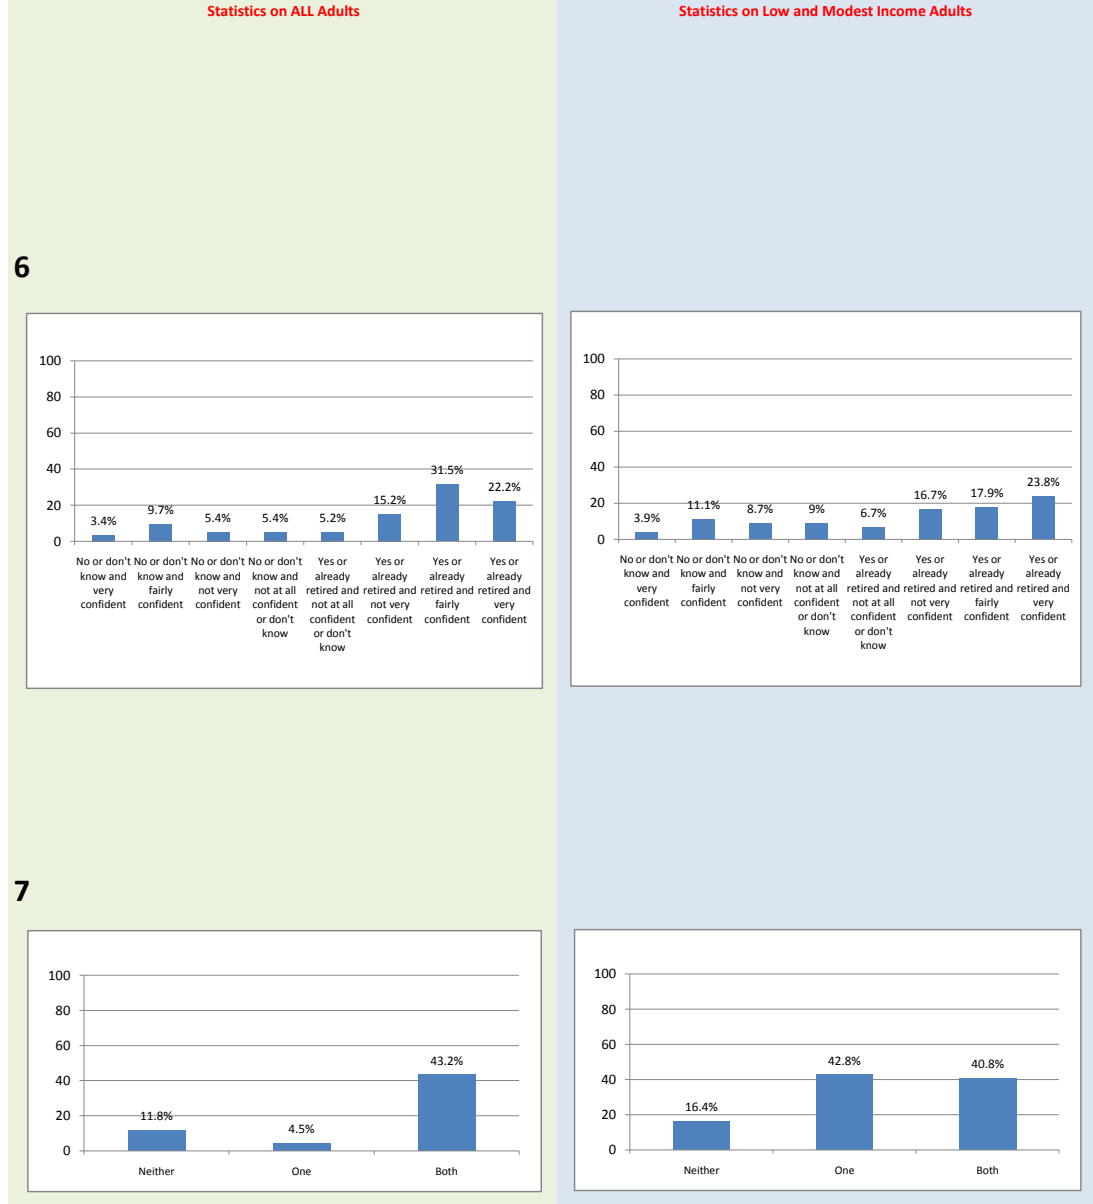 Statistics on ALL Adults
Statistics on Low and Modest Income Adults
6
100
80
60
40
20
0
3.4%
9.7%
5.4%
5.4%
5.2%
15.2%
31.5%
22.2%
No or don't know and very confident
No or don't know and fairly confident
No or don't know and not very confident
No or don't know and not at all confident or don't know
Yes or already retired and not at all confident or don't know
Yes or already retired and not very confident
Yes or already retired and fairly confident
Yes or already retired and very confident
100
80
60
40
20
0
3.9%
11.1%
8.7%
9%
6.7%
16.7%
17.9%
23.8%
No or don't know and very confident
No or don't know and fairly confident
No or don't know and not very confident
No or don't know and not at all confident or don't know
Yes or already retired and not at all confident or don't know
Yes or already retired and not very confident
Yes or already retired and fairly confident
Yes or already retired and very confident
7
100
80
60
40
20
0
11.8%
4.5%
43.2%
Neither
One
Both
100
80
60
40
20
0
16.4%
42.8%
40.8%
Neither
One
Both